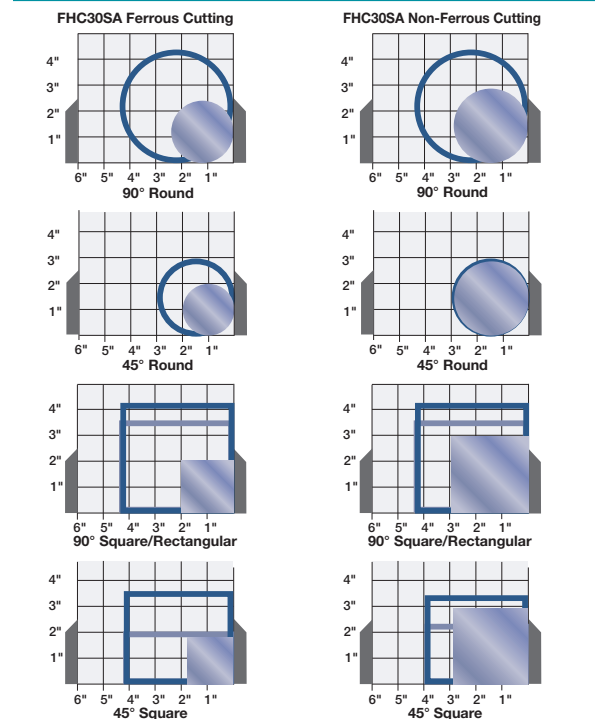 FHC30SA Ferrous Cutting
4"
3"
2"
1"
6" 5" 4" 3" 2" 1"
90° Round
FHC30SA Non-Ferrous Cutting
4"
3"
2"
1"
6" 5" 4" 3" 2" 1"
90° Round
4"
3"
2"
1"
6" 5" 4" 3" 2" 1"
45° Round
4"
3"
2"
1"
6" 5" 4" 3" 2" 1"
45° Round
4"
3"
2"
1"
6" 5" 4" 3" 2" 1"
90° Square/Rectangular
4"
3"
2"
1"
6" 5" 4" 3" 2" 1"
90° Square/Rectangular
4"
3"
2"
1"
6" 5" 4" 3" 2" 1"
45° Square
4"
3"
2"
1"
6" 5" 4" 3" 2" 1"
45° Square